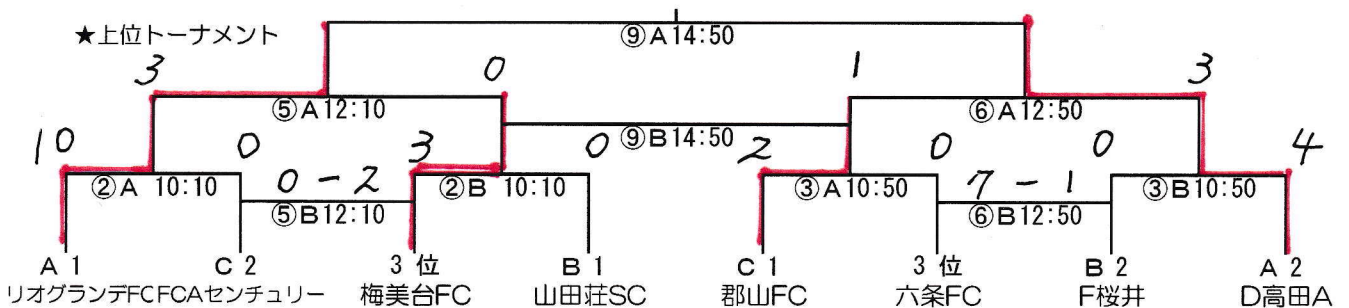 ★上位トーナメント
⑨A14:50
3 0 1 3
⑤A12:10 ⑥A12:50
⑨B14:50
10 0 3 0 2 0 0 4
②A 10:10 ②B 10:10 ③A10:50 ③B10:50
0-2 7-1
⑤B12:10 ⑥B12:50
A1 C2 3位 B1 C1 3位 B2 A2
リオグランデFC FCAセンチュリー 梅美台FC 山田荘SC 郡山FC 六条FC F桜井 D高田A